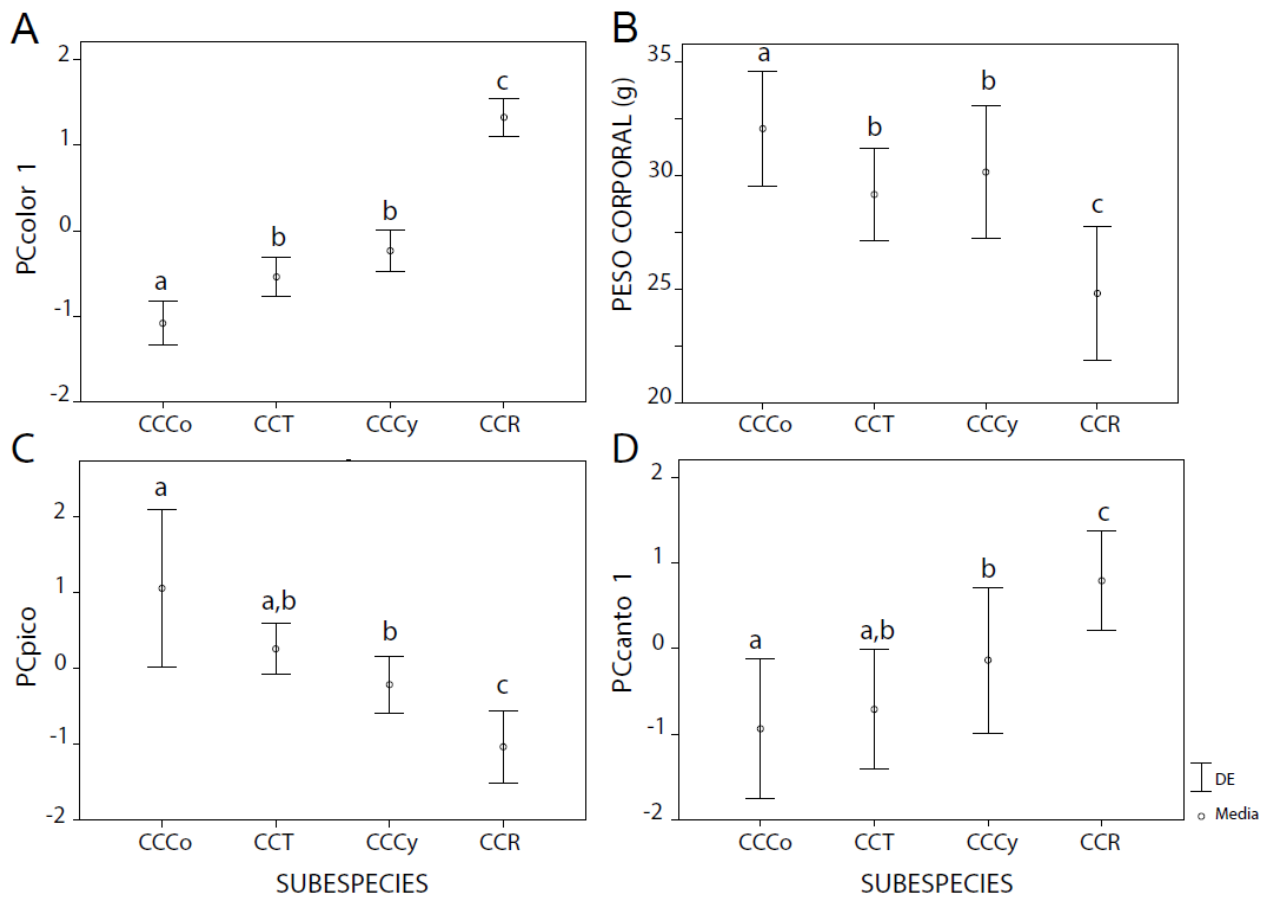 A
PCcolor 1
2
1
0
-1
-2
a
b
b
c
CCCo CCT CCCy CCR
B
PESO CORPORAL (g)
35
30
25
20
a
b
b
c
CCCo CCT CCCy CCR
C
PCpico
2
1
0
-1
-2
a
a,b
b
c
CCCo CCT CCCy CCR
SUBESPECIES
D
PCcanto 1
2
1
0
-1
-2
a
a,b
b
c
CCCo CCT CCCy CCR
SUBESPECIES
DE
Media